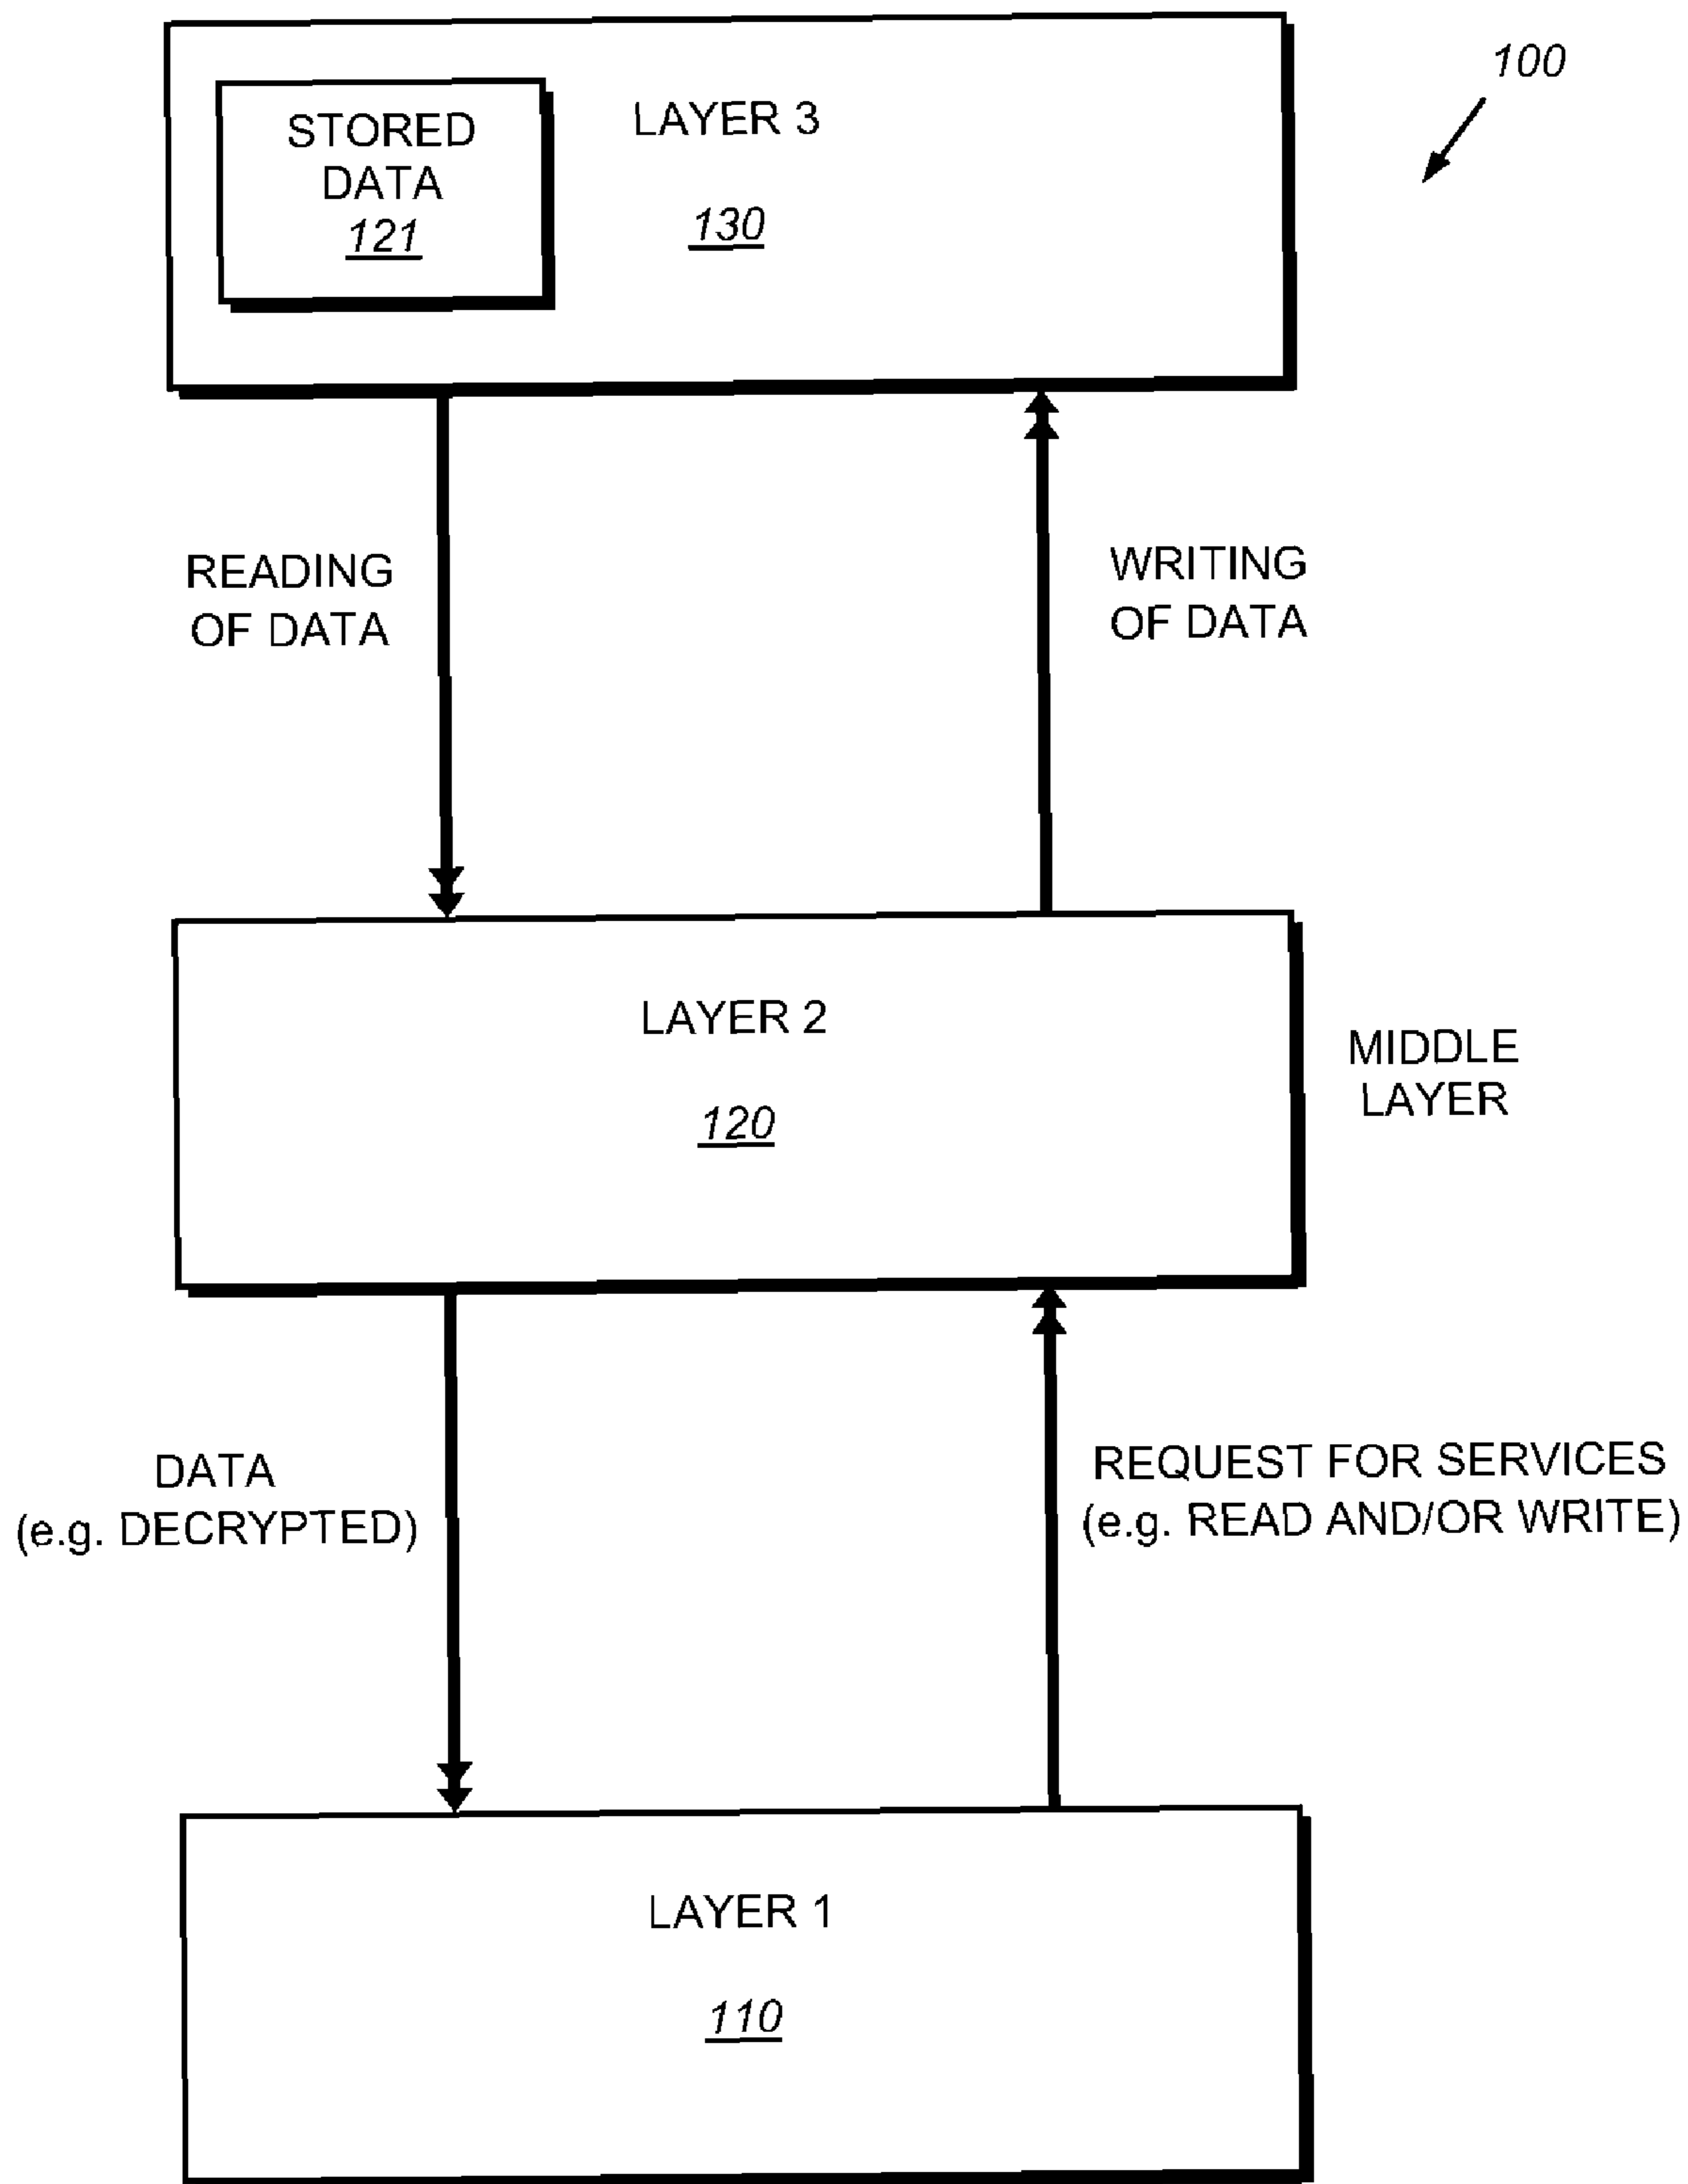 100
STORED
DATA
121
LAYER 3
130
READING
OF DATA
WRITING
OF DATA
LAYER 2
120
MIDDLE
LAYER
DATA
(e.g. DECRYPTED)
REQUEST FOR SERVICES
(e.g. READ AND/OR WRITE)
LAYER 1
110